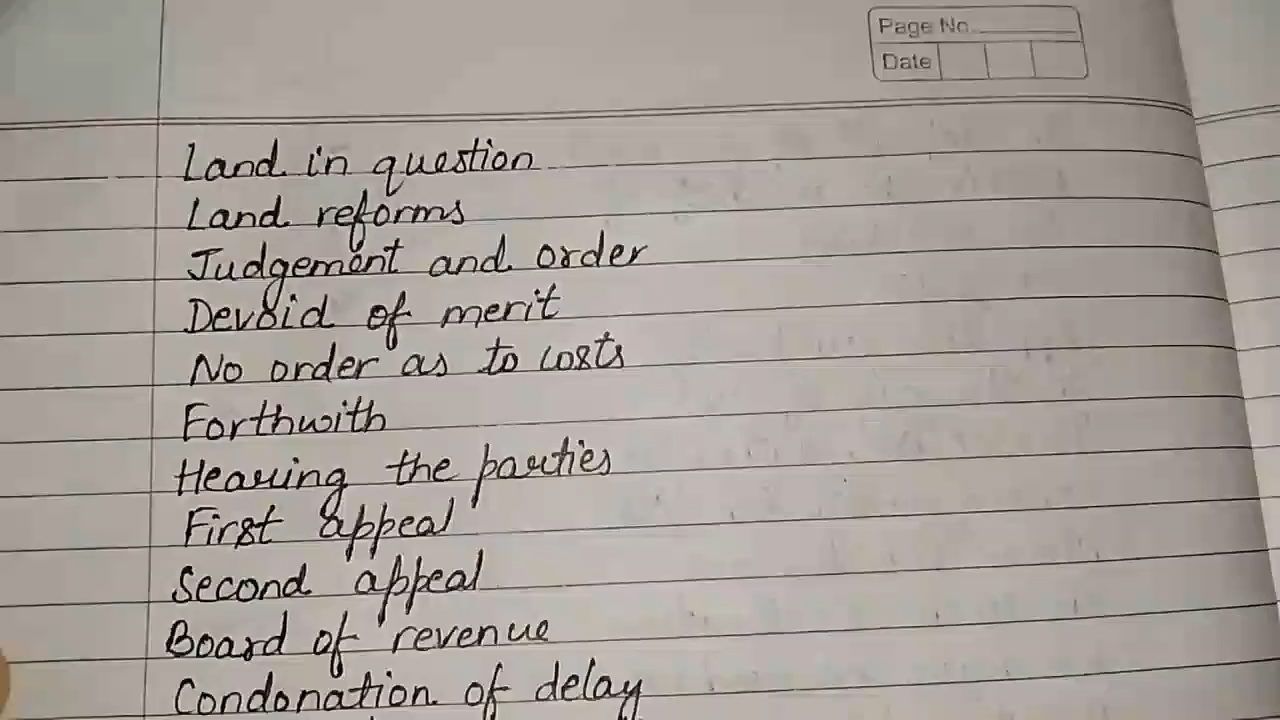 Page No.
Date
Land in question
Land reforms
Judgement and order
Devoid of merit
No order as to costs
Forthwith
Hearing the parties
First appeal
Second appeal
Board of revenue
Condonation of delay